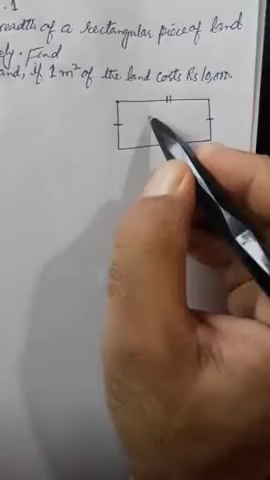 .1
readth of a rectangular piece of land
ely. Find
and, if 1 m² of the land costs Rs 10,000.